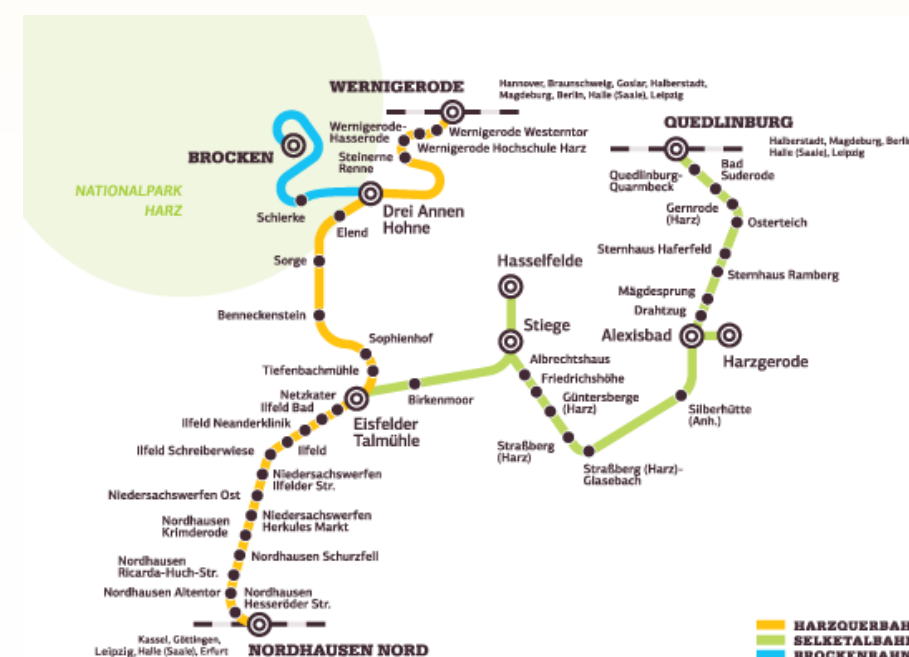 WERNIGERODE
Hannover, Braunschweig, Goslar, Halberstadt,
Magdeburg, Berlin, Halle (Saale), Leipzig
Wernigerode-
Hasserode
Wernigerode Westerntor
Wernigerode Hochschule Harz
Steinerne
Renne
QUEDLINBURG
Halberstadt, Magdeburg, Berlin
Halle (Saale), Leipzig
BROCKEN
NATIONALPARK
HARZ
Schierke
Drei Annen
Hohne
Elend
Sorge
Benneckenstein
Quedlinburg-
Quarmbeck
Bad
Suderode
Gernrode
(Harz)
Osterteich
Sternhaus Haferfeld
Sternhaus Ramberg
Mägdesprung
Drahtzug
Hasselfelde
Stiege
Alexisbad
Harzgerode
Sophienhof
Tiefenbachmühle
Albrechtshaus
Friedrichshöhe
Güntersberge
(Harz)
Birkenmoor
Silberhütte
(Anh.)
Netzkater
Ilfeld Bad
Ilfeld Neanderklinik
Eisfelder
Talmühle
Ilfeld Schreiberwiese
Ilfeld
Straßberg
(Harz)
Straßberg (Harz)-
Glasebach
Niedersachswerfen
Ilfelder Str.
Niedersachswerfen Ost
Niedersachswerfen
Herkules Markt
Nordhausen
Krimderode
Nordhausen Schurzfell
Nordhausen
Ricarda-Huch-Str.
Nordhausen Altentor
Nordhausen
Hesseröder Str.
Kassel, Göttingen,
Leipzig, Halle (Saale), Erfurt
NORDHAUSEN NORD
HARZQUERBAHN
SELKETALBAHN
BROCKENBAHN